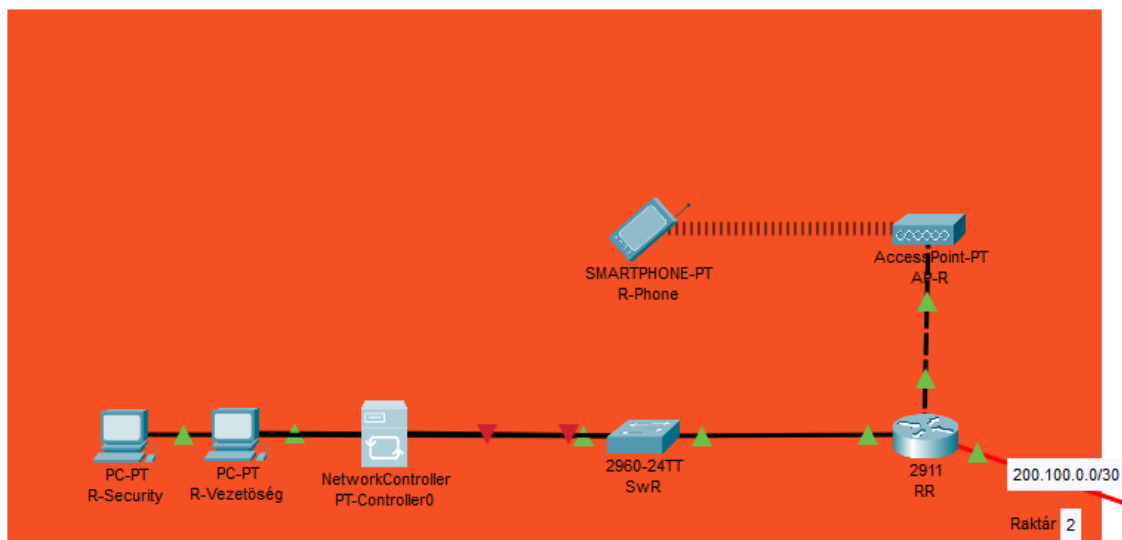 SMARTPHONE-PT
R-Phone
AccessPoint-PT
AP-R
PC-PT
R-Security
PC-PT
R-Vezetöség
NetworkController
PT-Controller0
2960-24TT
SwR
2911
RR
200.100.0.0/30
Raktár 2